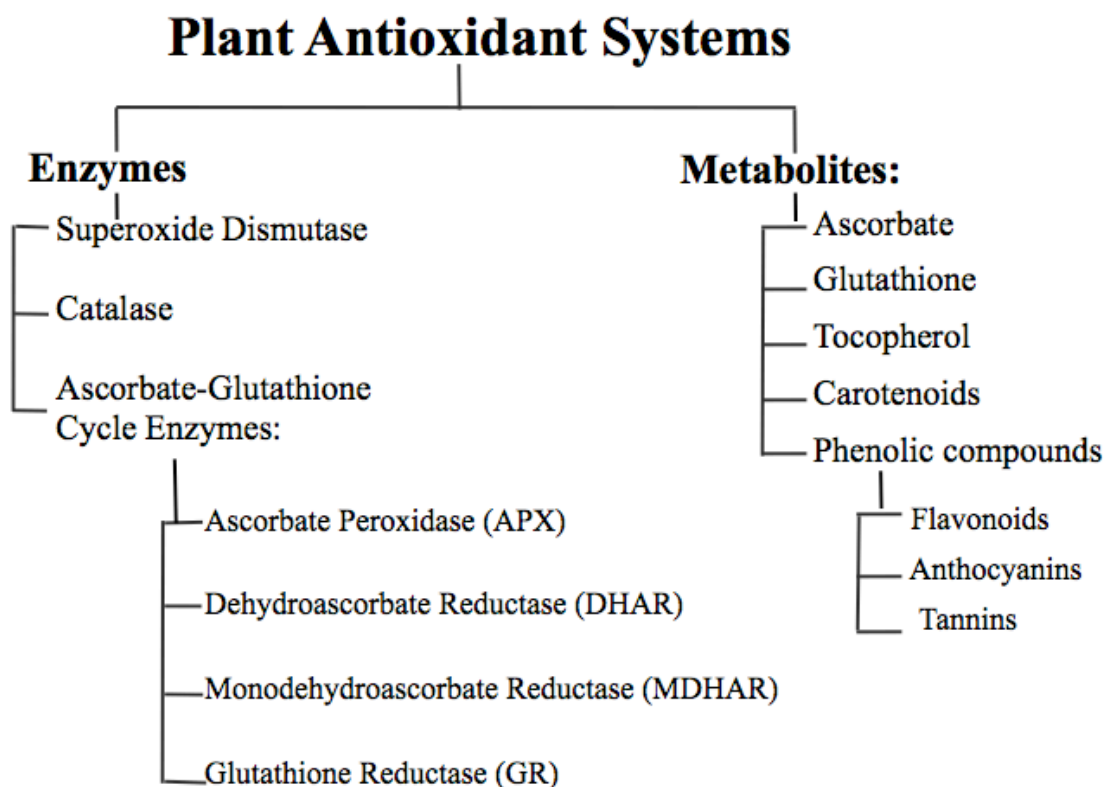 Plant Antioxidant Systems
Enzymes
Superoxide Dismutase
Catalase
Ascorbate-Glutathione
Cycle Enzymes:
Ascorbate Peroxidase (APX)
Dehydroascorbate Reductase (DHAR)
Monodehydroascorbate Reductase (MDHAR)
Glutathione Reductase (GR)
Metabolites:
Ascorbate
Glutathione
Tocopherol
Carotenoids
Phenolic compounds
Flavonoids
Anthocyanins
Tannins